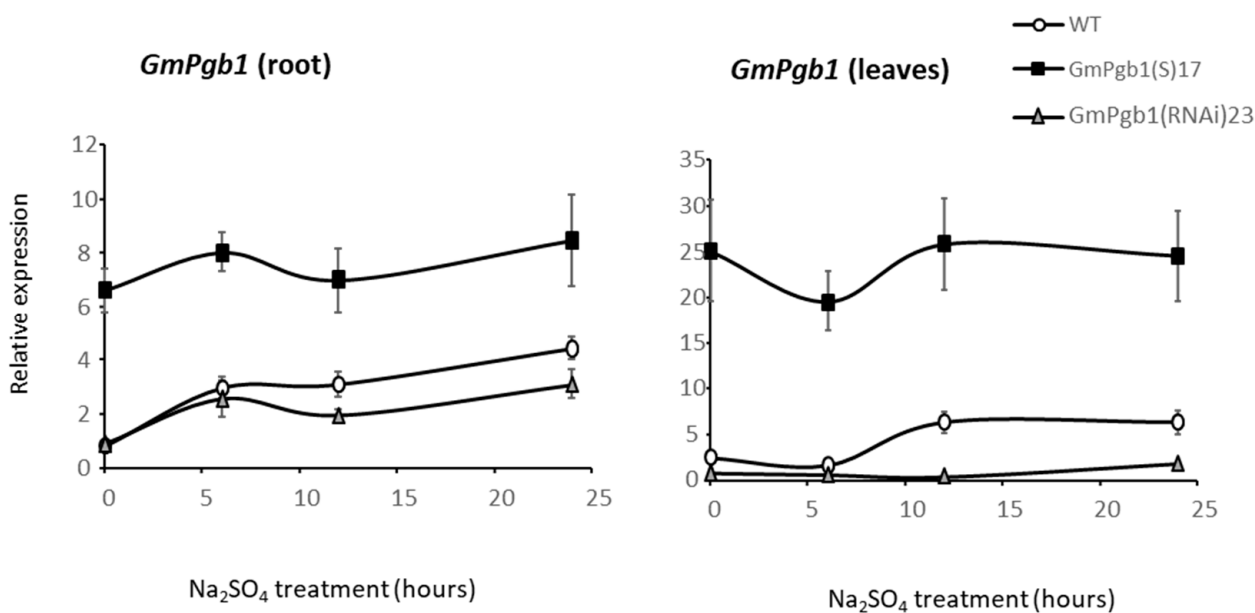 WT
GmPgb1(S)17
GmPgb1(RNAi)23
GmPgb1 (root)
Relative expression
12
10
8
6
4
2
0
0 5 10 15 20 25
Na₂SO₄ treatment (hours)
GmPgb1 (leaves)
35
30
25
20
15
10
5
0
0 5 10 15 20 25
Na₂SO₄ treatment (hours)